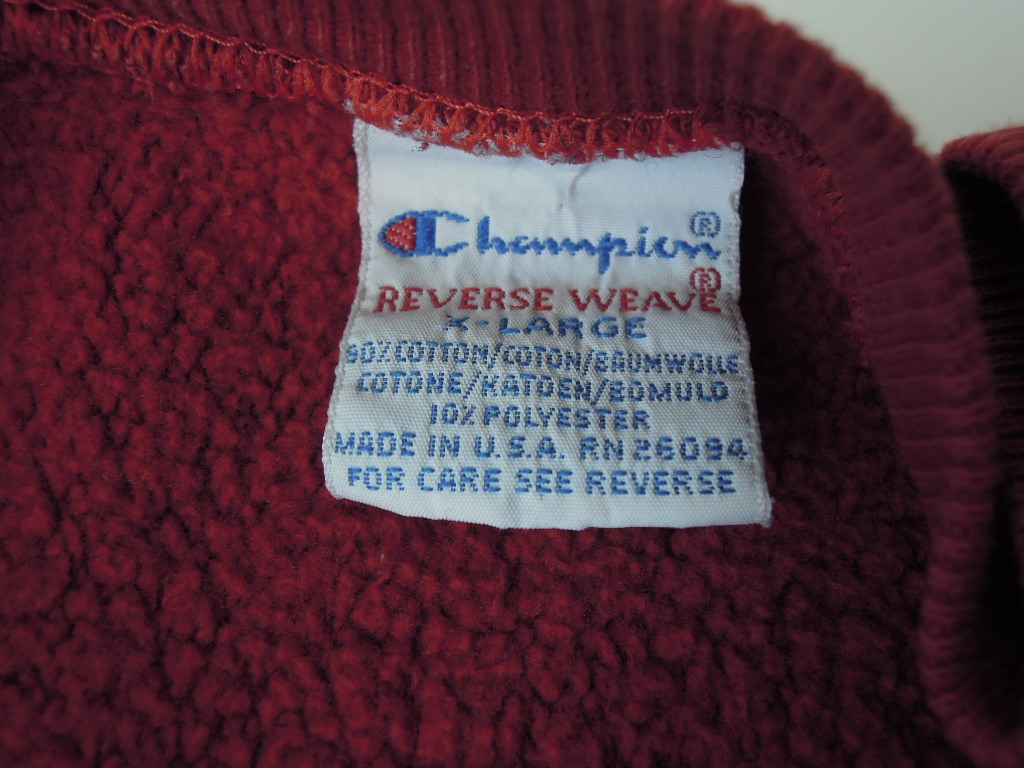 Champion®
REVERSE WEAVE®
X-LARGE
90% COTTON/COTON/BAUMWOLLE
COTONE/KATOEN/BOMULD
10% POLYESTER
MADE IN U.S.A. RN 26094
FOR CARE SEE REVERSE